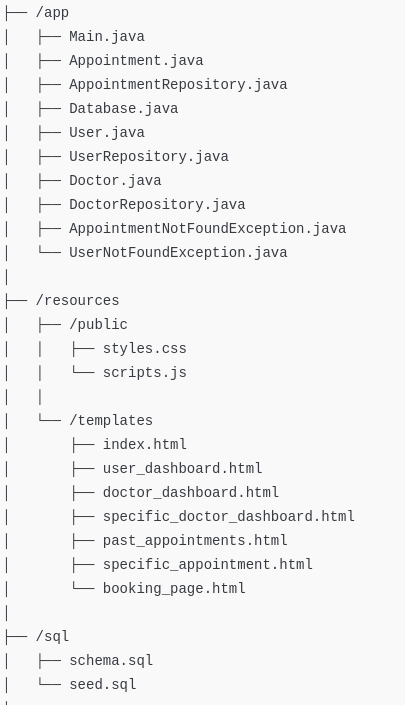 ├── /app
│   ├── Main.java
│   ├── Appointment.java
│   ├── AppointmentRepository.java
│   ├── Database.java
│   ├── User.java
│   ├── UserRepository.java
│   ├── Doctor.java
│   ├── DoctorRepository.java
│   ├── AppointmentNotFoundException.java
│   └── UserNotFoundException.java
│
├── /resources
│   ├── /public
│   │   ├── styles.css
│   │   └── scripts.js
│   │
│   └── /templates
│       ├── index.html
│       ├── user_dashboard.html
│       ├── doctor_dashboard.html
│       ├── specific_doctor_dashboard.html
│       ├── past_appointments.html
│       ├── specific_appointment.html
│       └── booking_page.html
│
├── /sql
│   ├── schema.sql
│   └── seed.sql